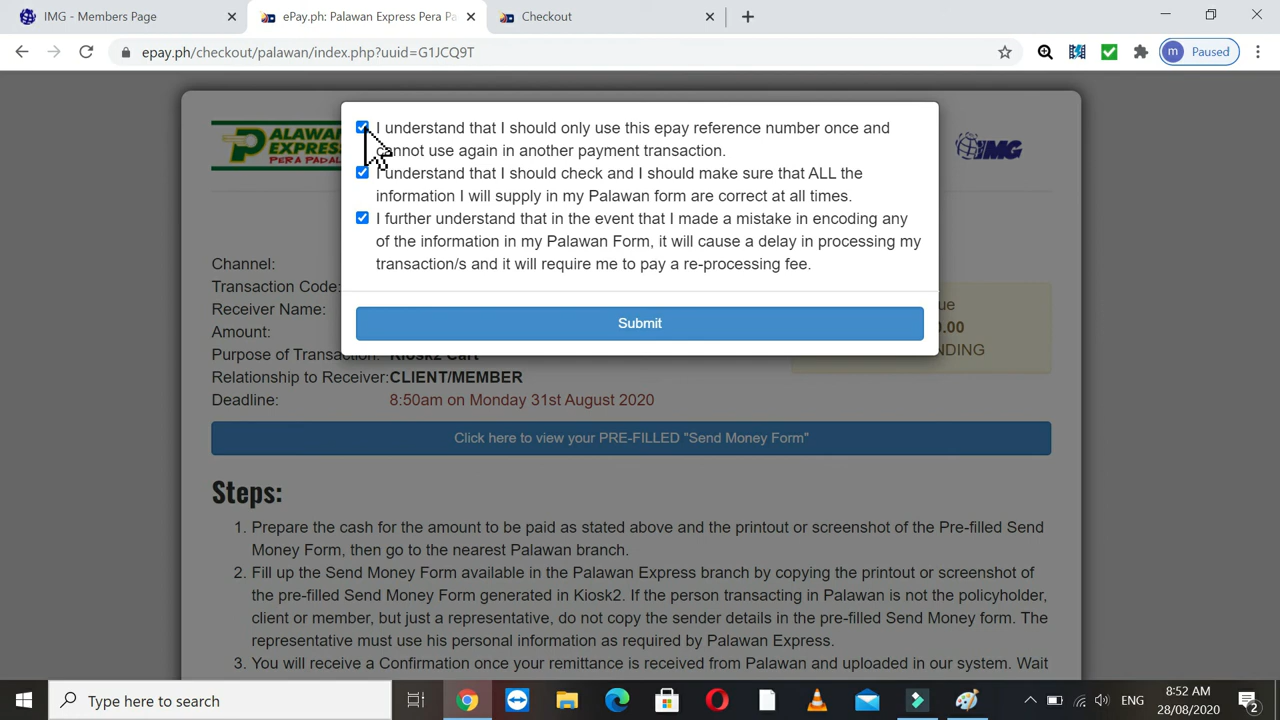 IMG - Members Page
ePay.ph: Palawan Express Pera Pa
Checkout
epay.ph/checkout/palawan/index.php?uuid=G1JCQ9T
m Paused
I understand that I should only use this epay reference number once and
cannot use again in another payment transaction.
I understand that I should check and I should make sure that ALL the
information I will supply in my Palawan form are correct at all times.
I further understand that in the event that I made a mistake in encoding any
of the information in my Palawan Form, it will cause a delay in processing my
transaction/s and it will require me to pay a re-processing fee.
Submit
PALAWAN
EXPRESS
PERA PADALA
IMG
Channel:
Transaction Code:
Receiver Name:
Amount:
Purpose of Transaction: Kiosk2 Cart
Relationship to Receiver: CLIENT/MEMBER
Deadline: 8:50am on Monday 31st August 2020
ue
.00
NDING
Click here to view your PRE-FILLED "Send Money Form"
Steps:
1. Prepare the cash for the amount to be paid as stated above and the printout or screenshot of the Pre-filled Send
Money Form, then go to the nearest Palawan branch.
2. Fill up the Send Money Form available in the Palawan Express branch by copying the printout or screenshot of
the pre-filled Send Money Form generated in Kiosk2. If the person transacting in Palawan is not the policyholder,
client or member, but just a representative, do not copy the sender details in the pre-filled Send Money form. The
representative must use his personal information as required by Palawan Express.
3. You will receive a Confirmation once your remittance is received from Palawan and uploaded in our system. Wait
Type here to search
ENG
8:52 AM
28/08/2020
2